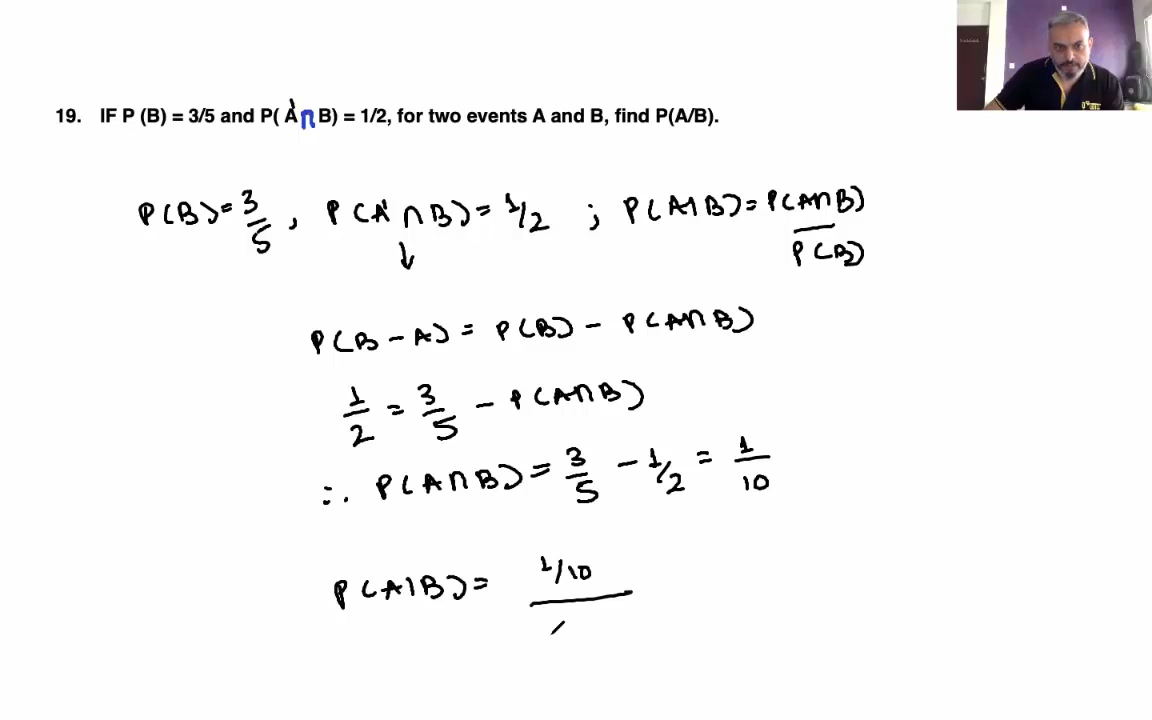 19. IF P (B) = 3/5 and P( A' ∩ B) = 1/2, for two events A and B, find P(A/B).
P(B) = 3/5, P(A' ∩ B) = 1/2 ; P(A|B) = P(A∩B)/P(B)
↓
P(B - A) = P(B) - P(A∩B)
1/2 = 3/5 - P(A∩B)
∴ P(A∩B) = 3/5 - 1/2 = 1/10
P(A|B) = 1/10